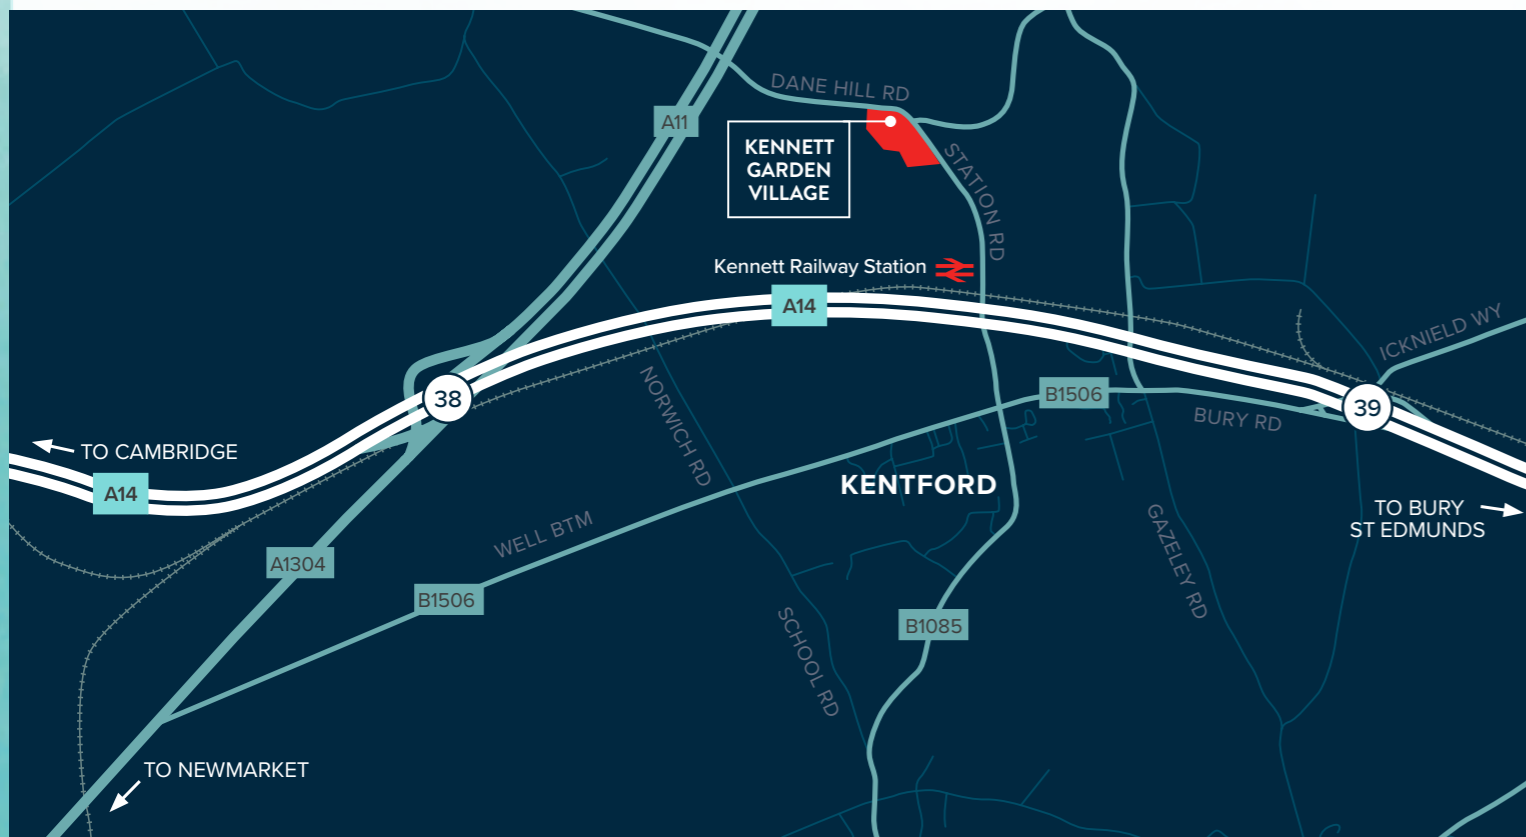 DANE HILL RD
A11
KENNETT
GARDEN
VILLAGE
STATION RD
Kennett Railway Station
A14
ICKNIELD WY
NORWICH RD
38
B1506
39
BURY RD
TO CAMBRIDGE
A14
KENTFORD
TO BURY
ST EDMUNDS
WELL BTM
GAZELEY RD
A1304
B1506
SCHOOL RD
B1085
TO NEWMARKET